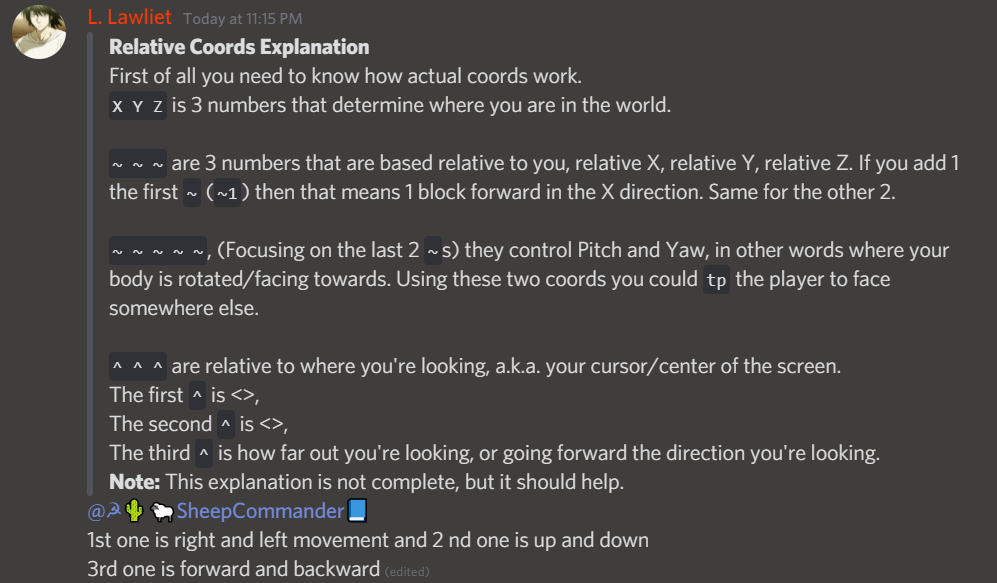 L. Lawliet Today at 11:15 PM
Relative Coords Explanation
First of all you need to know how actual coords work.
X Y Z is 3 numbers that determine where you are in the world.
~ ~ ~ are 3 numbers that are based relative to you, relative X, relative Y, relative Z. If you add 1
the first ~ (~1) then that means 1 block forward in the X direction. Same for the other 2.
~ ~ ~ ~ ~, (Focusing on the last 2 ~s) they control Pitch and Yaw, in other words where your
body is rotated/facing towards. Using these two coords you could tp the player to face
somewhere else.
^ ^ ^ are relative to where you're looking, a.k.a. your cursor/center of the screen.
The first ^ is <>,
The second ^ is <>,
The third ^ is how far out you're looking, or going forward the direction you're looking.
Note: This explanation is not complete, but it should help.
@☭🌵🐑SheepCommander📘
1st one is right and left movement and 2 nd one is up and down
3rd one is forward and backward (edited)